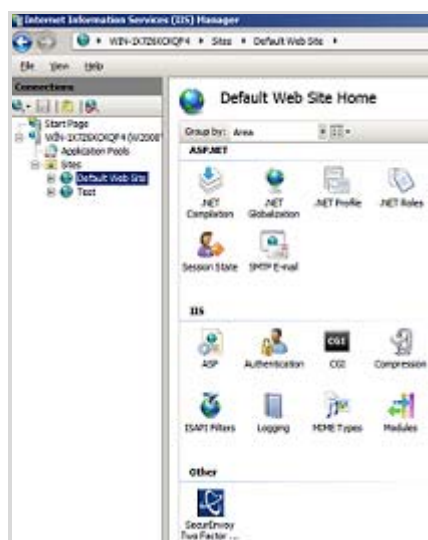 Internet Information Services (IIS) Manager
Sites
Default Web Site
File View Help
Connections
Start Page
Application Pools
Sites
Default Web Site
Test
Default Web Site Home
Group by: Area
ASP.NET
.NET Compilation
.NET Globalization
.NET Profile
.NET Roles
Session State
SMTP E-mail
IIS
ASP
Authentication
CGI
Compression
ISAPI Filters
Logging
MIME Types
Modules
Other
SecurEnvoy Two Factor ...